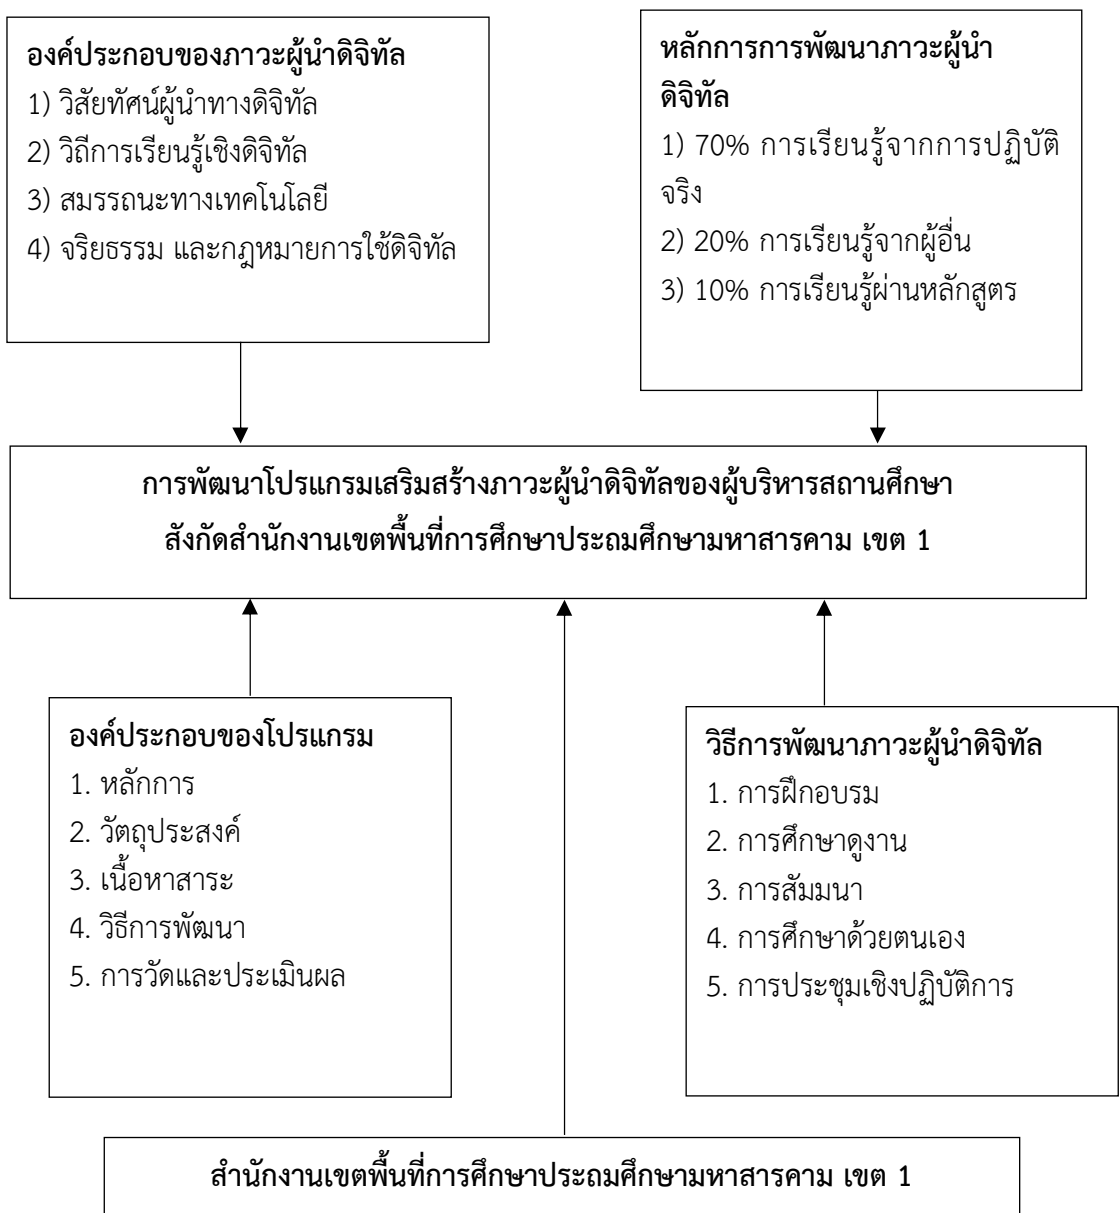 องค์ประกอบของภาวะผู้นำดิจิทัล
1) วิสัยทัศน์ผู้นำทางดิจิทัล
2) วิถีการเรียนรู้เชิงดิจิทัล
3) สมรรถนะทางเทคโนโลยี
4) จริยธรรม และกฎหมายการใช้ดิจิทัล
หลักการการพัฒนาภาวะผู้นำ
ดิจิทัล
1) 70% การเรียนรู้จากการปฏิบัติ
จริง
2) 20% การเรียนรู้จากผู้อื่น
3) 10% การเรียนรู้ผ่านหลักสูตร
การพัฒนาโปรแกรมเสริมสร้างภาวะผู้นำดิจิทัลของผู้บริหารสถานศึกษา
สังกัดสำนักงานเขตพื้นที่การศึกษาประถมศึกษามหาสารคาม เขต 1
องค์ประกอบของโปรแกรม
1. หลักการ
2. วัตถุประสงค์
3. เนื้อหาสาระ
4. วิธีการพัฒนา
5. การวัดและประเมินผล
วิธีการพัฒนาภาวะผู้นำดิจิทัล
1. การฝึกอบรม
2. การศึกษาดูงาน
3. การสัมมนา
4. การศึกษาด้วยตนเอง
5. การประชุมเชิงปฏิบัติการ
สำนักงานเขตพื้นที่การศึกษาประถมศึกษามหาสารคาม เขต 1